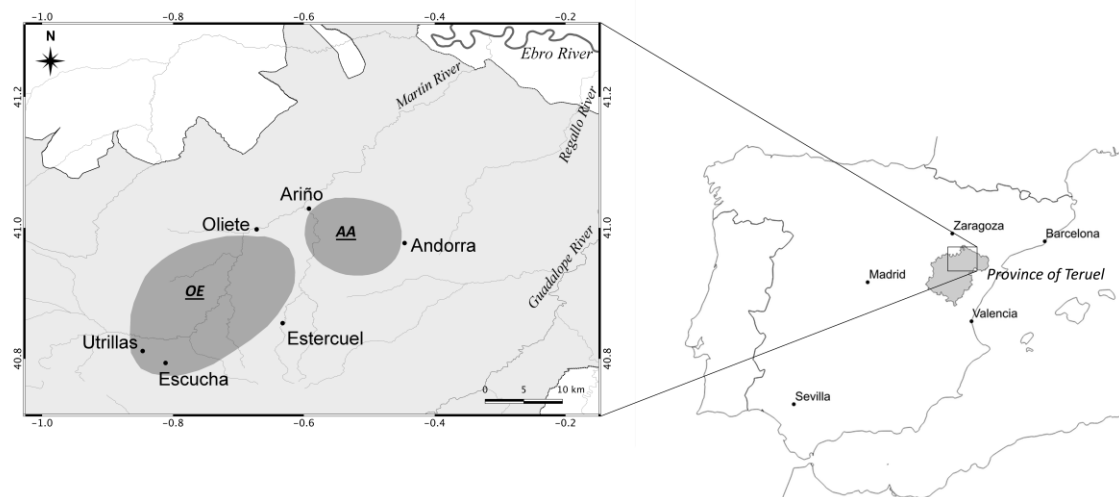 −1.0 −0.8 −0.6 −0.4 −0.2
N
Ebro River
Martín River
Regallo River
41.2 41.2
Ariño
Oliete
AA
Andorra
41.0 41.0
Guadalope River
OE
Estercuel
Utrillas
Escucha
40.8 40.8
0 5 10 km
−1.0 −0.8 −0.6 −0.4 −0.2
Zaragoza
Barcelona
Madrid
Province of Teruel
Valencia
Sevilla